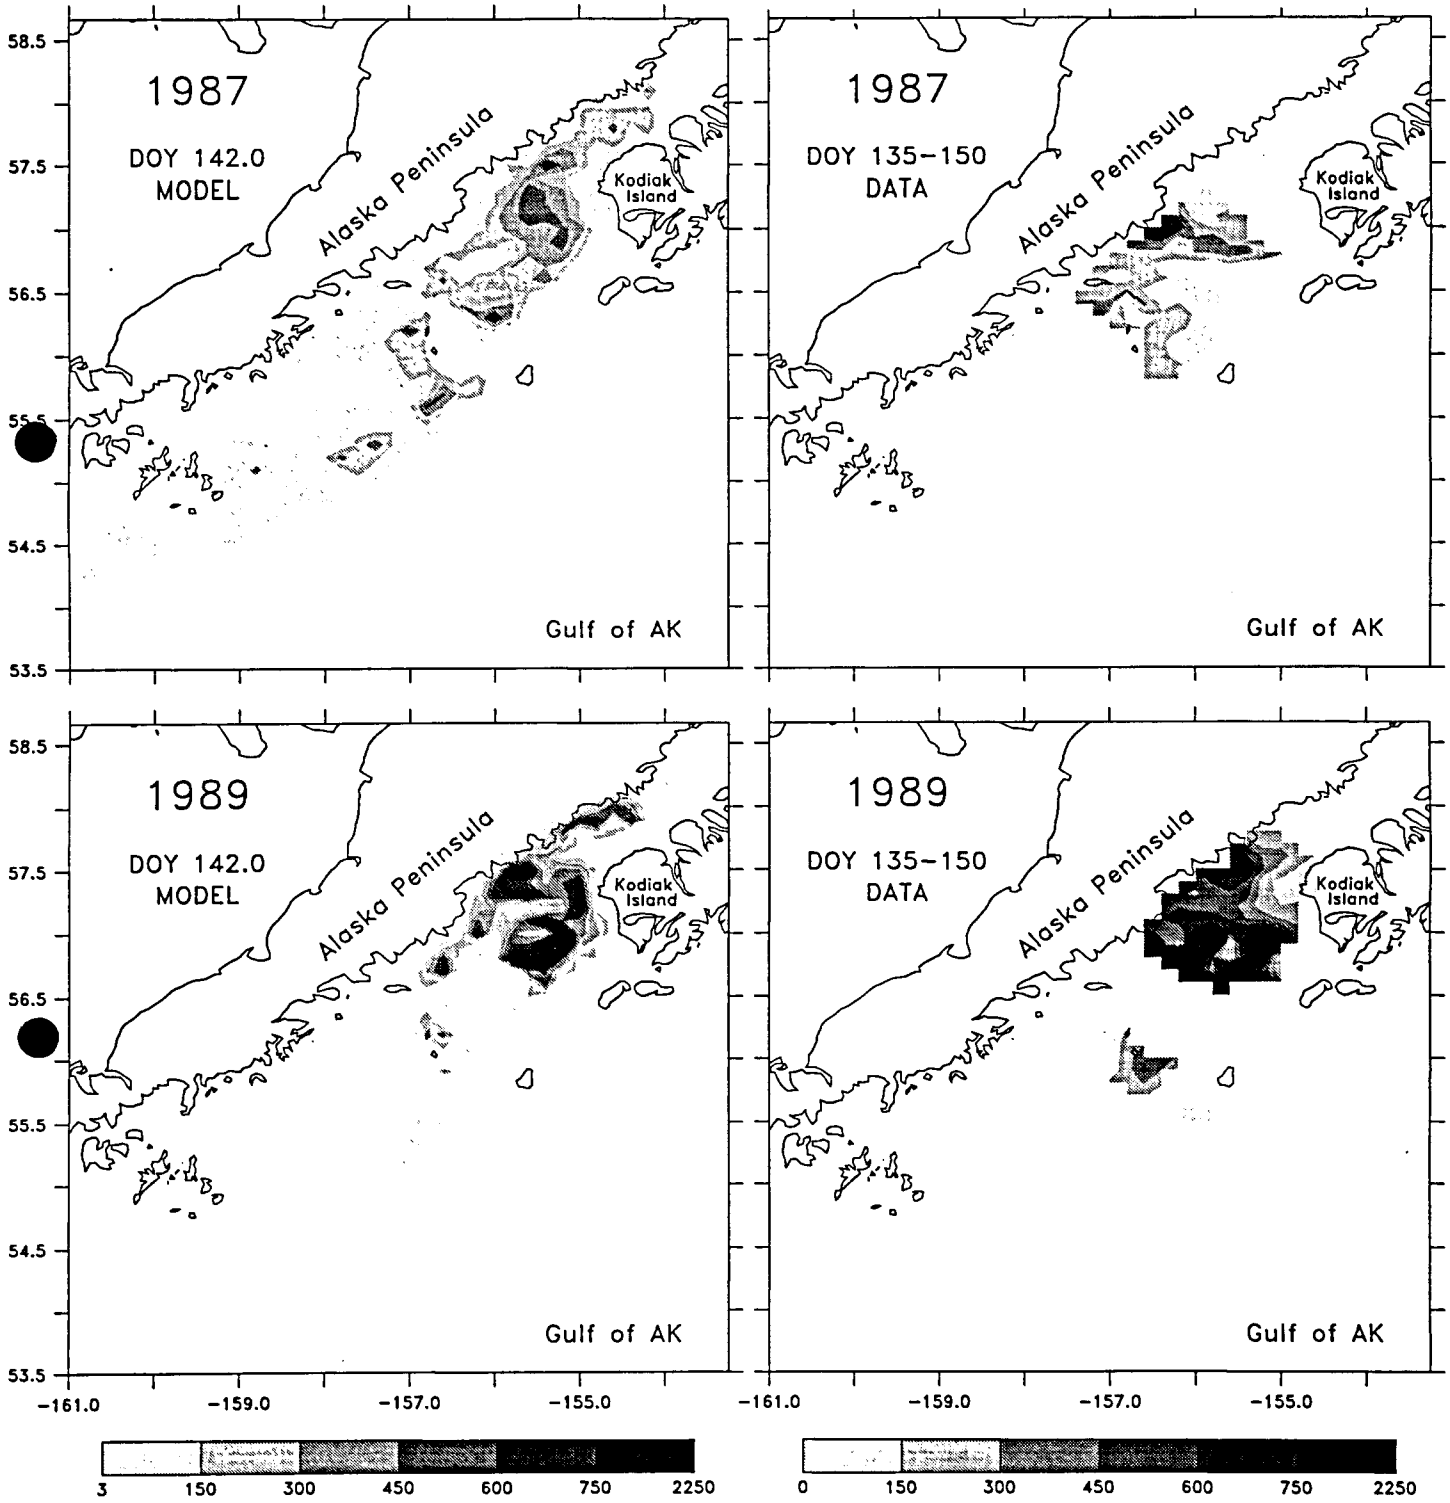 58.5
57.5
56.5
55.5
54.5
53.5
1987
DOY 142.0
MODEL
Alaska Peninsula
Kodiak
Island
Gulf of AK
1987
DOY 135-150
DATA
Alaska Peninsula
Kodiak
Island
Gulf of AK
58.5
57.5
56.5
55.5
54.5
53.5
1989
DOY 142.0
MODEL
Alaska Peninsula
Kodiak
Island
Gulf of AK
1989
DOY 135-150
DATA
Alaska Peninsula
Kodiak
Island
Gulf of AK
-161.0 -159.0 -157.0 -155.0
-161.0 -159.0 -157.0 -155.0
3 150 300 450 600 750 2250
0 150 300 450 600 750 2250